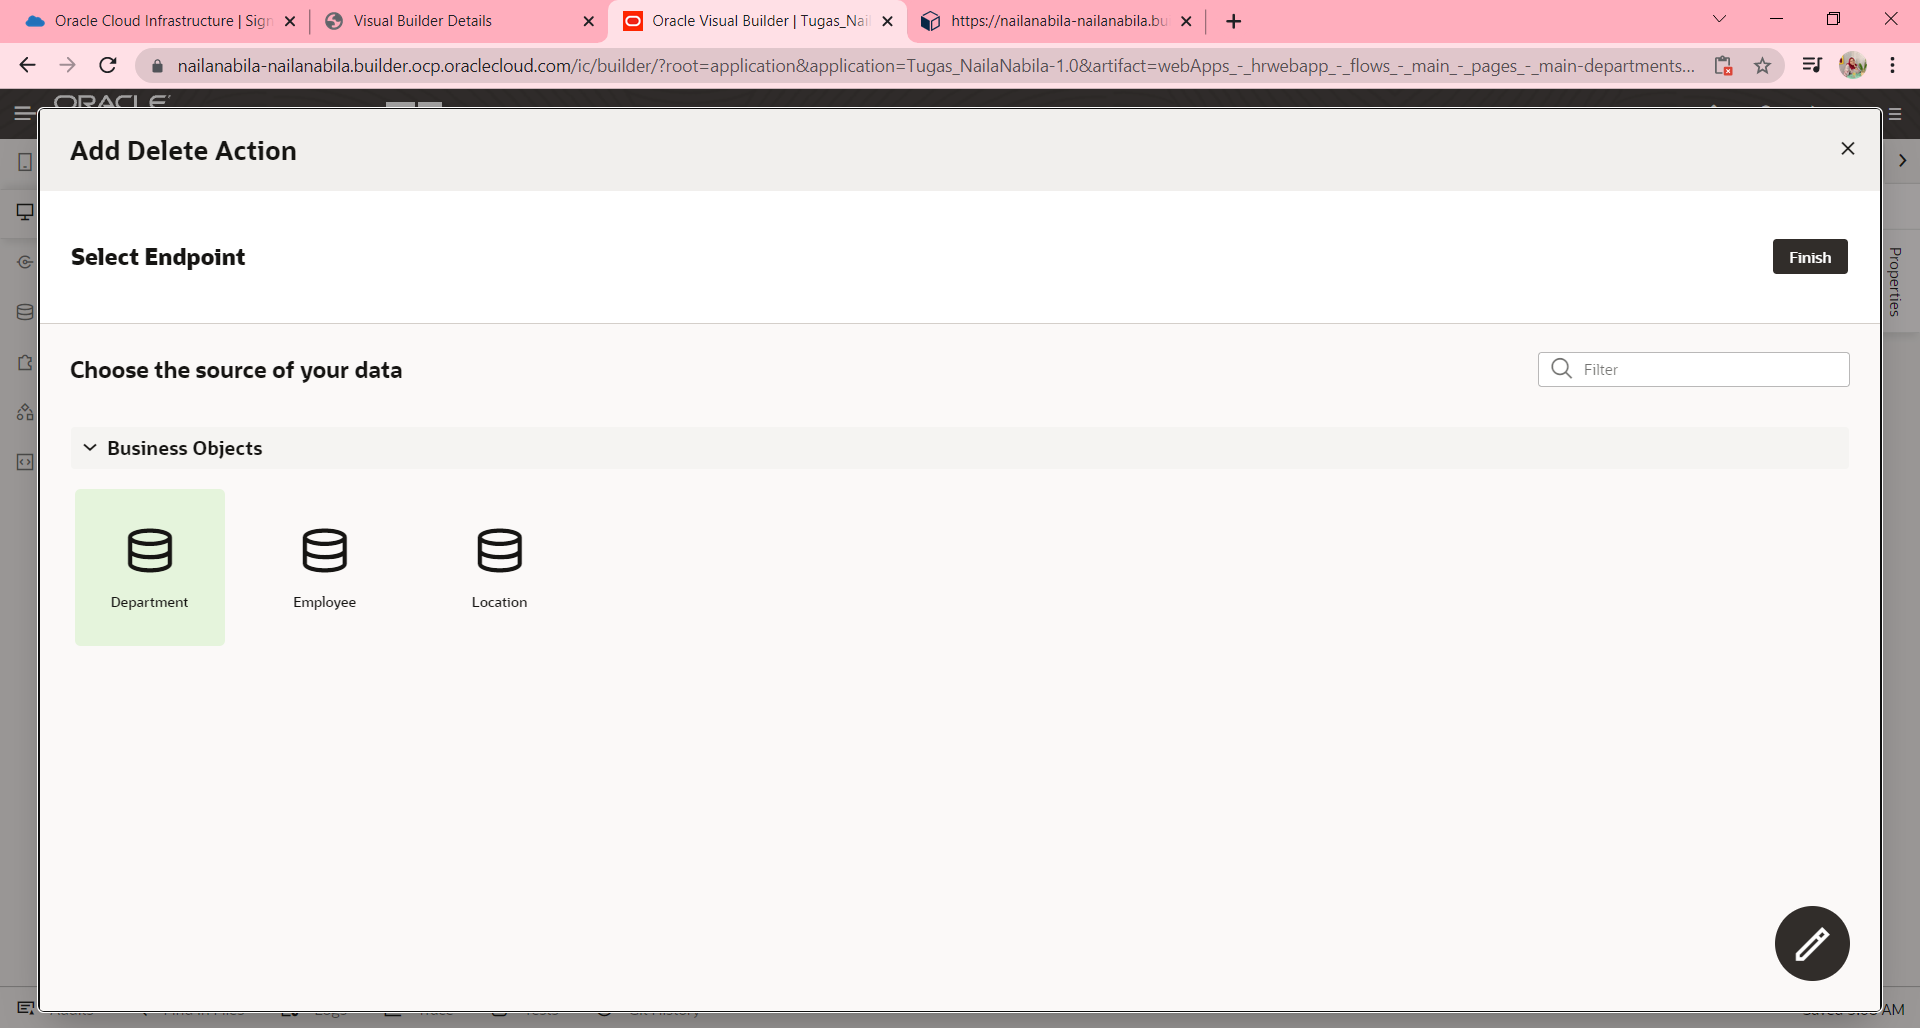 Oracle Cloud Infrastructure | Sign
Visual Builder Details
Oracle Visual Builder | Tugas_Nail
https://nailanabila-nailanabila.bu
nailanabila-nailanabila.builder.ocp.oraclecloud.com/ic/builder/?root=application&application=Tugas_NailaNabila-1.0&artifact=webApps_-_hrwebapp_-_flows_-_main_-_pages_-_main-departments...
ORACLE
Add Delete Action
Select Endpoint
Finish
Properties
Choose the source of your data
Filter
Business Objects
Department
Employee
Location
AM